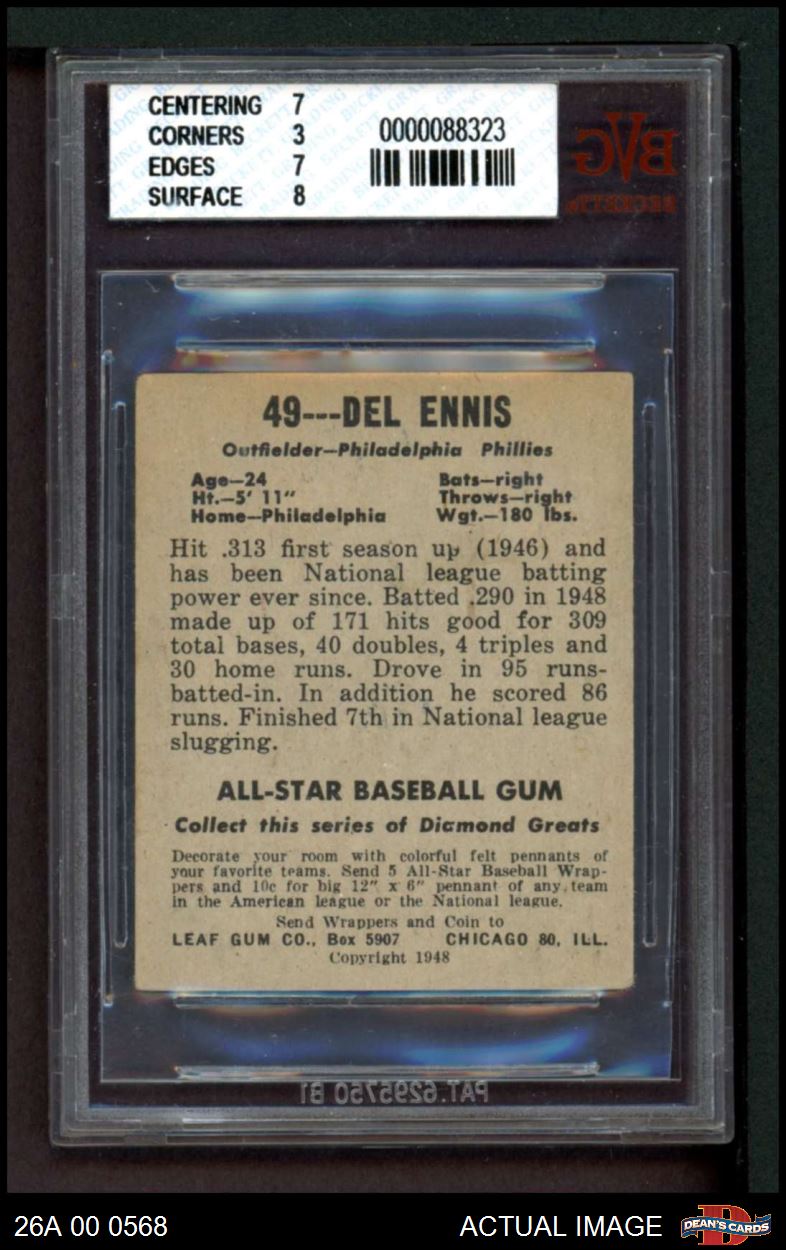 CENTERING 7
CORNERS 3
EDGES 7
SURFACE 8
0000088323
BVG
BECKETT
49---DEL ENNIS
Outfielder—Philadelphia Phillies
Age—24 Bats—right
Ht.—5' 11" Throws—right
Home—Philadelphia Wgt.—180 lbs.
Hit .313 first season up (1946) and
has been National league batting
power ever since. Batted .290 in 1948
made up of 171 hits good for 309
total bases, 40 doubles, 4 triples and
30 home runs. Drove in 95 runs-
batted-in. In addition he scored 86
runs. Finished 7th in National league
slugging.
ALL-STAR BASEBALL GUM
Collect this series of Diamond Greats
Decorate your room with colorful felt pennants of
your favorite teams. Send 5 All-Star Baseball Wrap-
pers and 10c for big 12" x 6" pennant of any team
in the American league or the National league.
Send Wrappers and Coin to
LEAF GUM CO., Box 5907 CHICAGO 80, ILL.
Copyright 1948
PAT.6295750 B1
26A 00 0568
ACTUAL IMAGE
DEAN'S CARDS